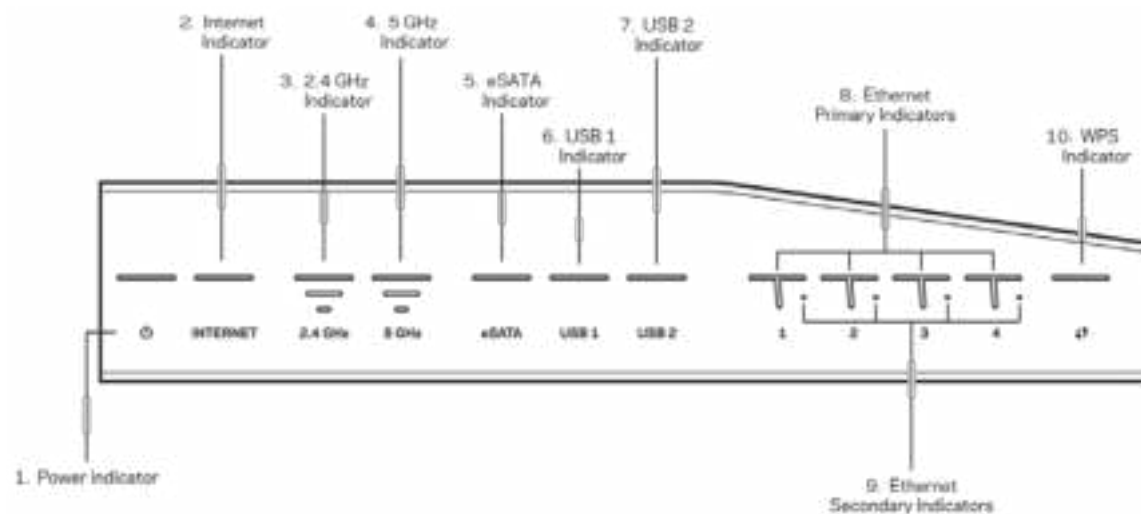 2. Internet
Indicator
4. 5 GHz
Indicator
7. USB 2
Indicator
3. 2.4 GHz
Indicator
5. eSATA
Indicator
8. Ethernet
Primary Indicators
6. USB 1
Indicator
10. WPS
Indicator
INTERNET
2.4 GHz
5 GHz
eSATA
USB 1
USB 2
1
2
3
4
1. Power indicator
9. Ethernet
Secondary Indicators